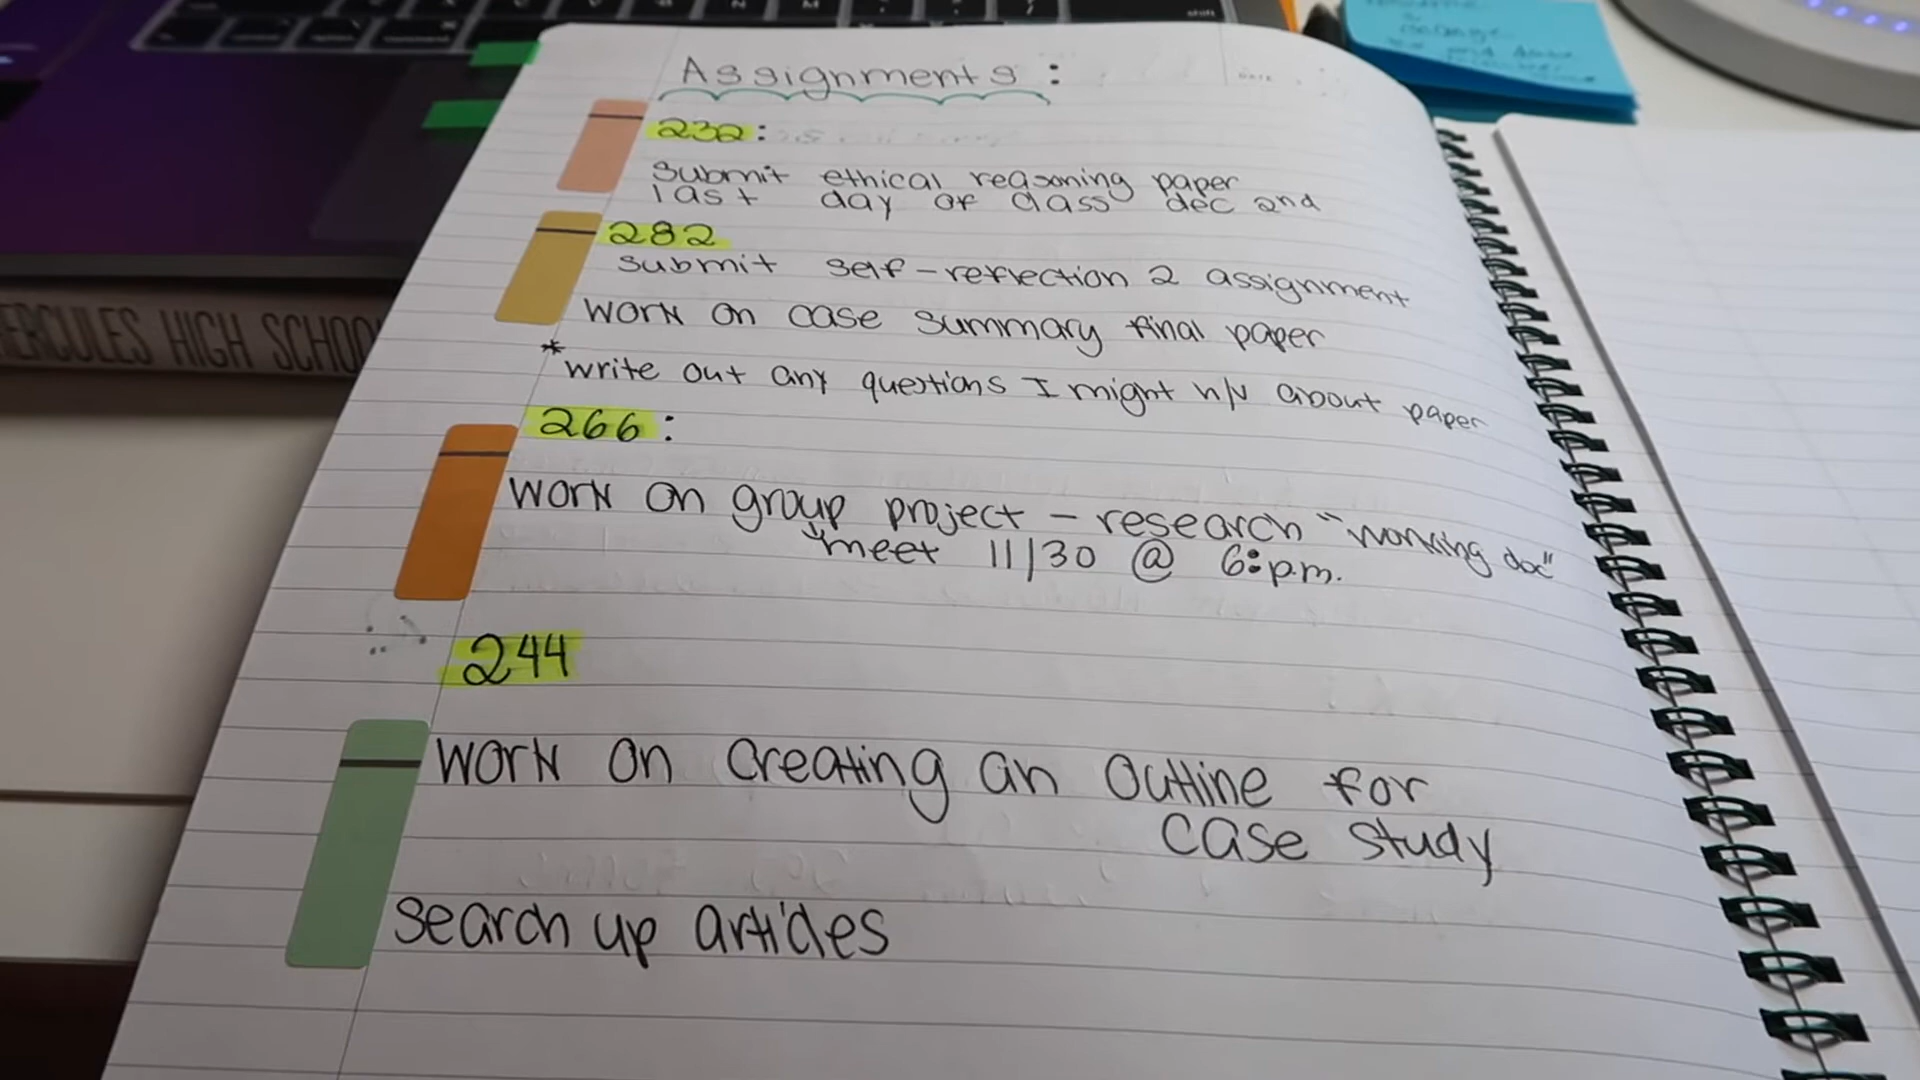 Assignments:
232:
Submit ethical reasoning paper
last day of class dec 2nd
282
submit self-reflection 2 assignment
work on case summary final paper
*write out any questions I might h/v about paper
266:
work on group project - research "working doc"
*meet 11/30 @ 6:p.m.
244
work on creating an outline for
case study
search up articles
HERCULES HIGH SCHOO
shift
DATE